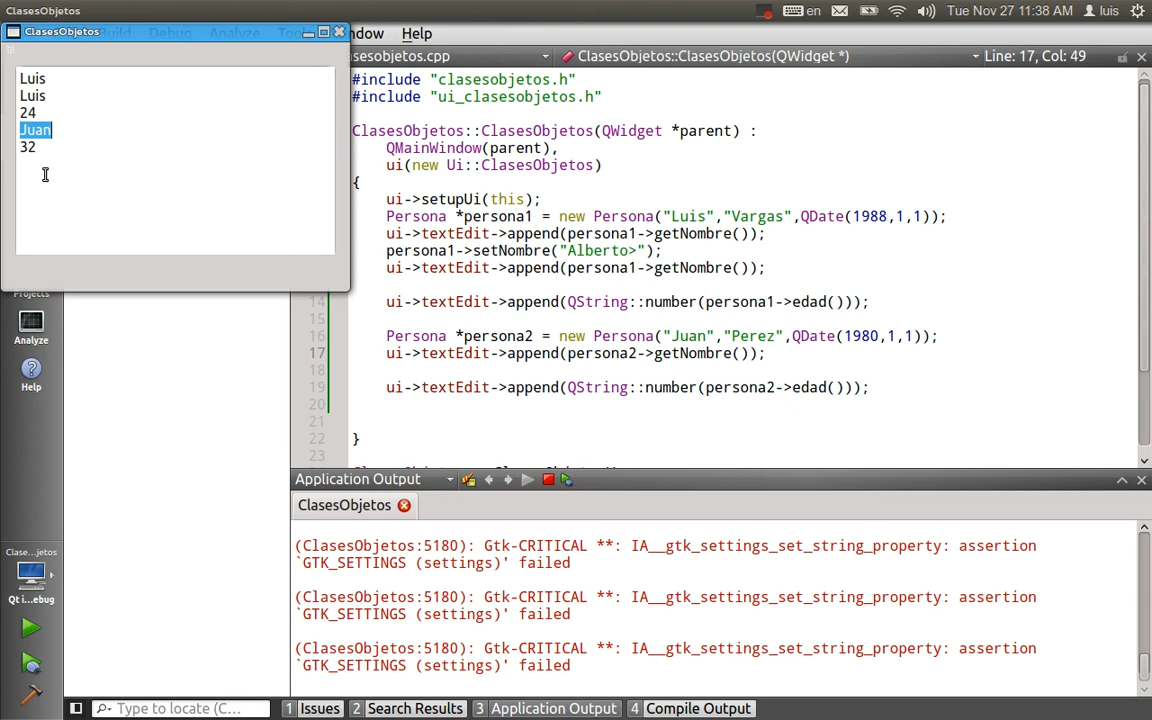 ClasesObjetos
en
Tue Nov 27 11:38 AM
luis
ClasesObjetos
Build Debug Analyze
ndow Help
Luis
Luis
24
Juan
32
sesobjetos.cpp
ClasesObjetos::ClasesObjetos(QWidget *)
Line: 17, Col: 49
#include "clasesobjetos.h"
#include "ui_clasesobjetos.h"
ClasesObjetos::ClasesObjetos(QWidget *parent) :
QMainWindow(parent),
ui(new Ui::ClasesObjetos)
{
ui->setupUi(this);
Persona *persona1 = new Persona("Luis","Vargas",QDate(1988,1,1));
ui->textEdit->append(persona1->getNombre());
persona1->setNombre("Alberto>");
ui->textEdit->append(persona1->getNombre());
14 ui->textEdit->append(QString::number(persona1->edad()));
15
16 Persona *persona2 = new Persona("Juan","Perez",QDate(1980,1,1));
17 ui->textEdit->append(persona2->getNombre());
18
19 ui->textEdit->append(QString::number(persona2->edad()));
20
21
22 }
23
Projects
Analyze
Help
Clase...jetos
Qt i...ebug
Application Output
ClasesObjetos
(ClasesObjetos:5180): Gtk-CRITICAL **: IA__gtk_settings_set_string_property: assertion
`GTK_SETTINGS (settings)' failed
(ClasesObjetos:5180): Gtk-CRITICAL **: IA__gtk_settings_set_string_property: assertion
`GTK_SETTINGS (settings)' failed
(ClasesObjetos:5180): Gtk-CRITICAL **: IA__gtk_settings_set_string_property: assertion
`GTK_SETTINGS (settings)' failed
Type to locate (C...
1 Issues 2 Search Results 3 Application Output 4 Compile Output